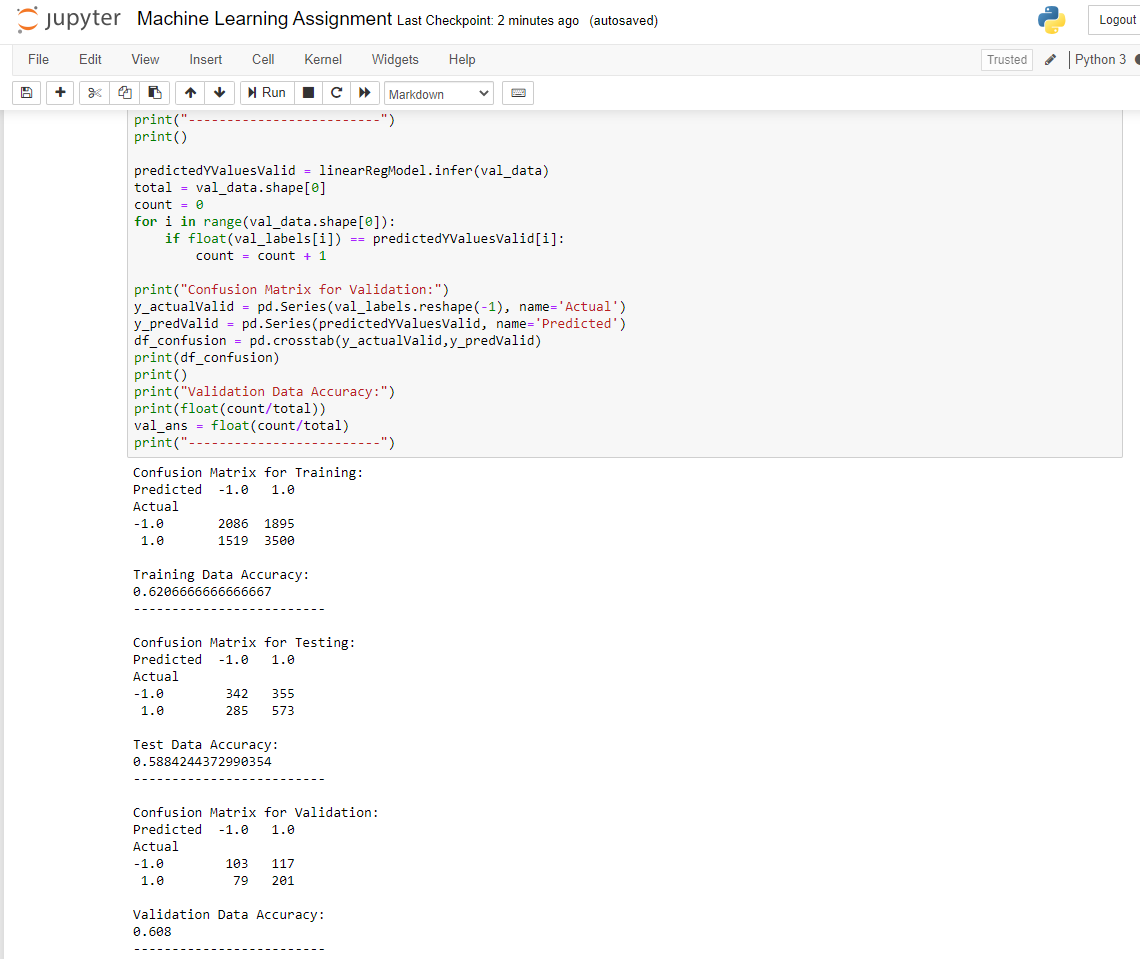 jupyter Machine Learning Assignment Last Checkpoint: 2 minutes ago (autosaved)
Logout
File Edit View Insert Cell Kernel Widgets Help
Trusted
Python 3
Run
Markdown
print("-------------------------")
print()
predictedYValuesValid = linearRegModel.infer(val_data)
total = val_data.shape[0]
count = 0
for i in range(val_data.shape[0]):
    if float(val_labels[i]) == predictedYValuesValid[i]:
        count = count + 1
print("Confusion Matrix for Validation:")
y_actualValid = pd.Series(val_labels.reshape(-1), name='Actual')
y_predValid = pd.Series(predictedYValuesValid, name='Predicted')
df_confusion = pd.crosstab(y_actualValid,y_predValid)
print(df_confusion)
print()
print("Validation Data Accuracy:")
print(float(count/total))
val_ans = float(count/total)
print("-------------------------")
Confusion Matrix for Training:
Predicted  -1.0   1.0
Actual
-1.0       2086  1895
 1.0       1519  3500
Training Data Accuracy:
0.6206666666666667
-------------------------
Confusion Matrix for Testing:
Predicted  -1.0   1.0
Actual
-1.0        342   355
 1.0        285   573
Test Data Accuracy:
0.5884244372990354
-------------------------
Confusion Matrix for Validation:
Predicted  -1.0   1.0
Actual
-1.0        103   117
 1.0         79   201
Validation Data Accuracy:
0.608
-------------------------